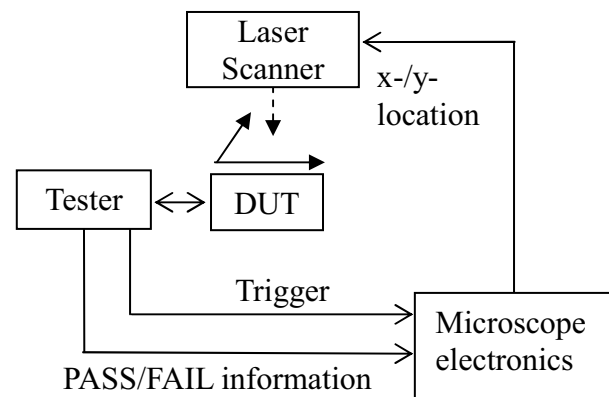 Laser
Scanner
x-/y-
location
Tester
DUT
Trigger
Microscope
electronics
PASS/FAIL information